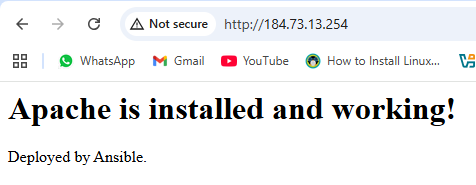 Not secure http://184.73.13.254
WhatsApp Gmail YouTube How to Install Linux...
Apache is installed and working!
Deployed by Ansible.